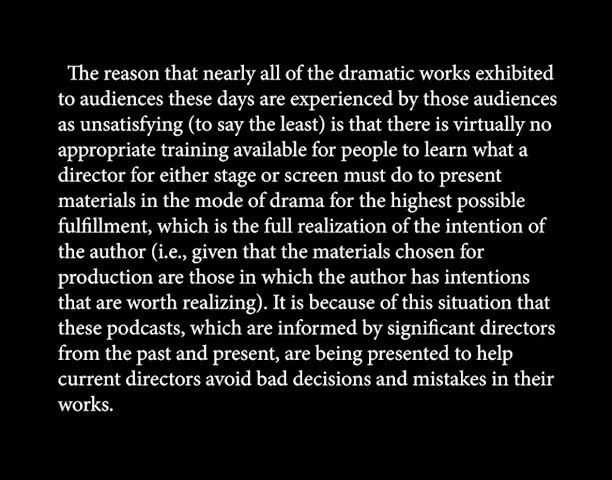 The reason that nearly all of the dramatic works exhibited
to audiences these days are experienced by those audiences
as unsatisfying (to say the least) is that there is virtually no
appropriate training available for people to learn what a
director for either stage or screen must do to present
materials in the mode of drama for the highest possible
fulfillment, which is the full realization of the intention of
the author (i.e., given that the materials chosen for
production are those in which the author has intentions
that are worth realizing). It is because of this situation that
these podcasts, which are informed by significant directors
from the past and present, are being presented to help
current directors avoid bad decisions and mistakes in their
works.